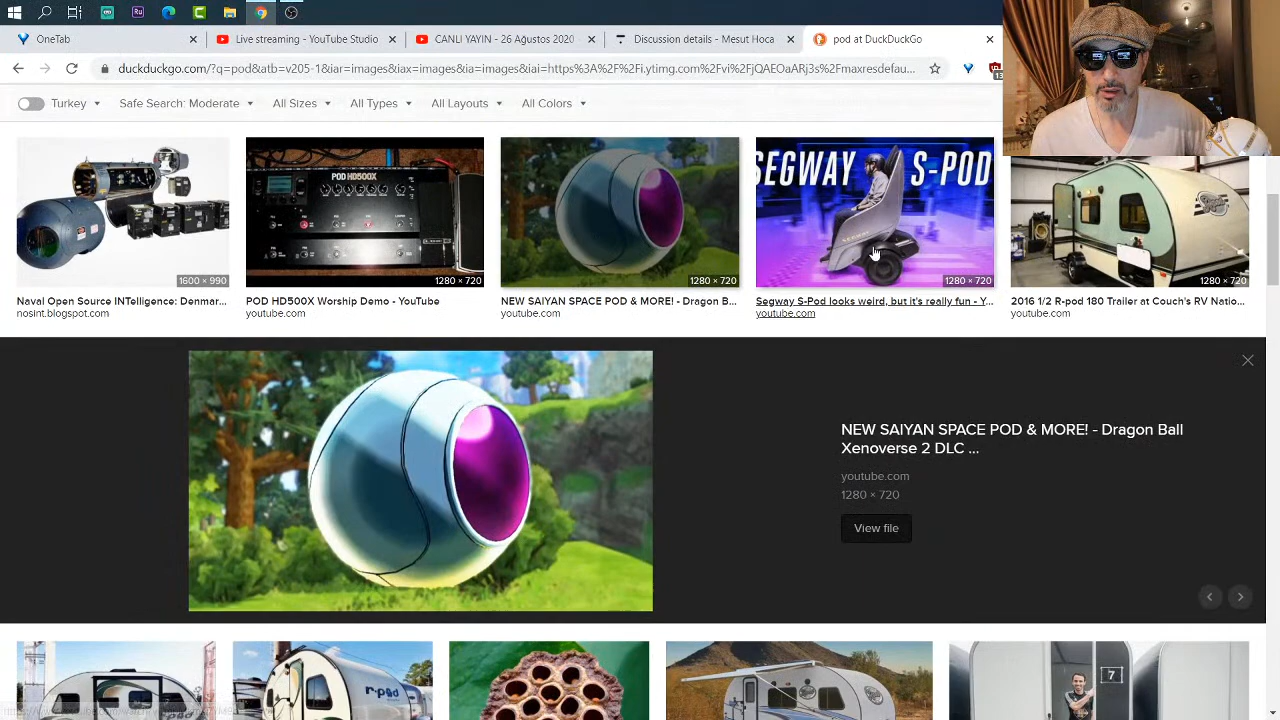 OneTab
Live streaming - YouTube Studio
CANLI YAYIN - 26 Ağustos 2020
Discussion details - Mesut Hoca
pod at DuckDuckGo
duckduckgo.com/?q=pod&tb=v205-1&iar=images&iax=images&ia=images&iai=https%3A%2F%2Fi.ytimg.com%2Fvi%2FjQAEOaARj3s%2Fmaxresdefau...
13
Turkey
Safe Search: Moderate
All Sizes
All Types
All Layouts
All Colors
POD HD500X
SEGWAY S-POD
1600 × 990
1280 × 720
1280 × 720
1280 × 720
1280 × 720
Naval Open Source INTelligence: Denmar...
nosint.blogspot.com
POD HD500X Worship Demo - YouTube
youtube.com
NEW SAIYAN SPACE POD & MORE! - Dragon B...
youtube.com
Segway S-Pod looks weird, but it's really fun - Y...
youtube.com
2016 1/2 R-pod 180 Trailer at Couch's RV Natio...
youtube.com
NEW SAIYAN SPACE POD & MORE! - Dragon Ball
Xenoverse 2 DLC ...
youtube.com
1280 × 720
View file
r·pod
7